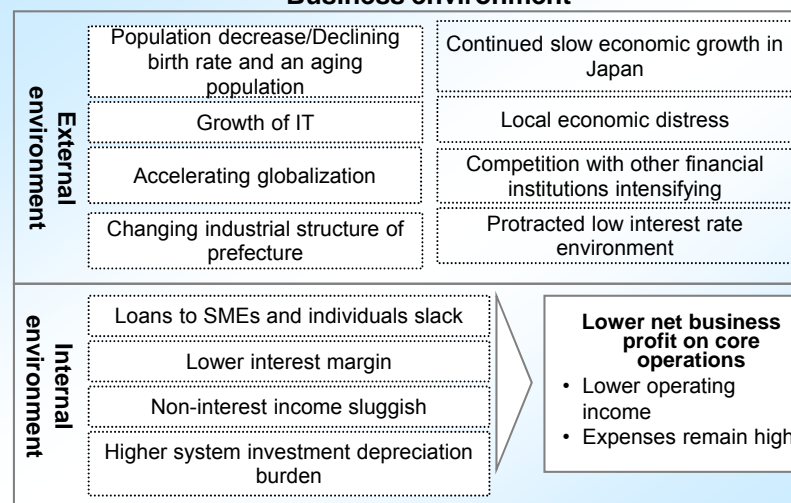 Business environment
External
environment
Population decrease/Declining
birth rate and an aging
population
Continued slow economic growth in
Japan
Growth of IT
Local economic distress
Accelerating globalization
Competition with other financial
institutions intensifying
Changing industrial structure of
prefecture
Protracted low interest rate
environment
Internal
environment
Loans to SMEs and individuals slack
Lower interest margin
Non-interest income sluggish
Higher system investment depreciation
burden
Lower net business
profit on core
operations
• Lower operating
income
• Expenses remain high